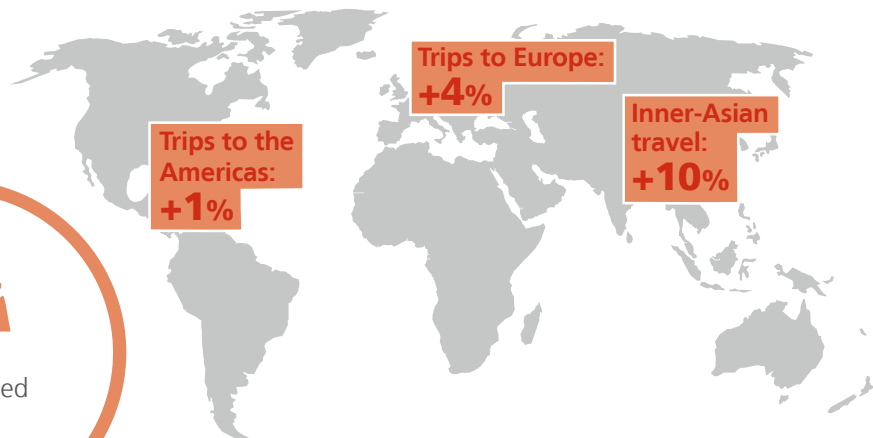 Trips to Europe:
+4%
Inner-Asian
travel:
+10%
Trips to the
Americas:
+1%
ed